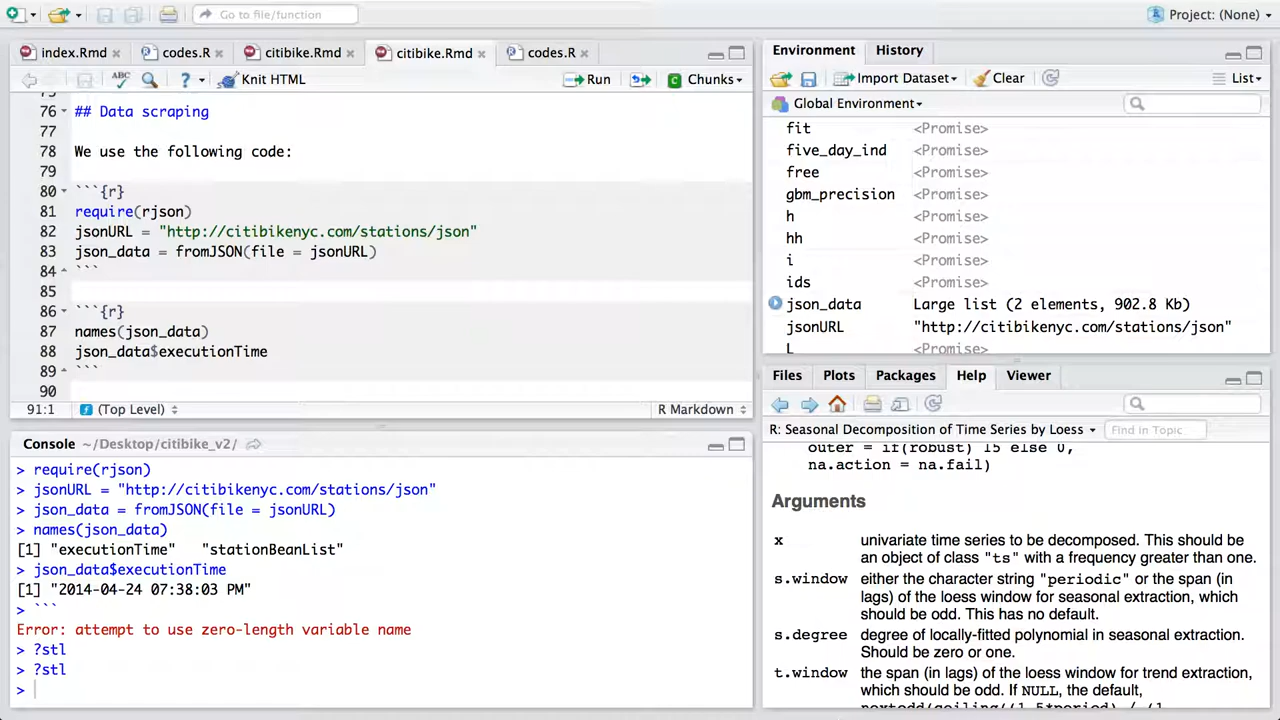 Go to file/function
Project: (None)
index.Rmd
codes.R
citibike.Rmd
citibike.Rmd
codes.R
ABC
?
Knit HTML
Run
Chunks
76
## Data scraping
77
78
We use the following code:
79
80
```{r}
81
require(rjson)
82
jsonURL = "http://citibikenyc.com/stations/json"
83
json_data = fromJSON(file = jsonURL)
84
```
85
86
```{r}
87
names(json_data)
88
json_data$executionTime
89
```
90
91:1
(Top Level)
R Markdown
Console ~/Desktop/citibike_v2/
> require(rjson)
> jsonURL = "http://citibikenyc.com/stations/json"
> json_data = fromJSON(file = jsonURL)
> names(json_data)
[1] "executionTime"   "stationBeanList"
> json_data$executionTime
[1] "2014-04-24 07:38:03 PM"
> ```
Error: attempt to use zero-length variable name
> ?stl
> ?stl
>
Environment
History
Import Dataset
Clear
List
Global Environment
fit <Promise>
five_day_ind <Promise>
free <Promise>
gbm_precision <Promise>
h <Promise>
hh <Promise>
i <Promise>
ids <Promise>
json_data Large list (2 elements, 902.8 Kb)
jsonURL "http://citibikenyc.com/stations/json"
L <Promise>
Files
Plots
Packages
Help
Viewer
R: Seasonal Decomposition of Time Series by Loess
Find in Topic
outer = if(robust) 15 else 0,
na.action = na.fail)
Arguments
x univariate time series to be decomposed. This should be
an object of class "ts" with a frequency greater than one.
s.window either the character string "periodic" or the span (in
lags) of the loess window for seasonal extraction, which
should be odd. This has no default.
s.degree degree of locally-fitted polynomial in seasonal extraction.
Should be zero or one.
t.window the span (in lags) of the loess window for trend extraction,
which should be odd. If NULL, the default,